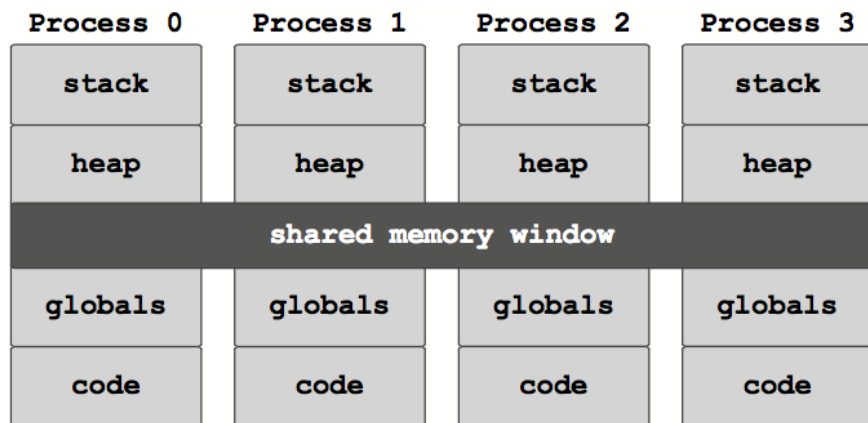 Process 0 Process 1 Process 2 Process 3
stack stack stack stack
heap heap heap heap
shared memory window
globals globals globals globals
code code code code